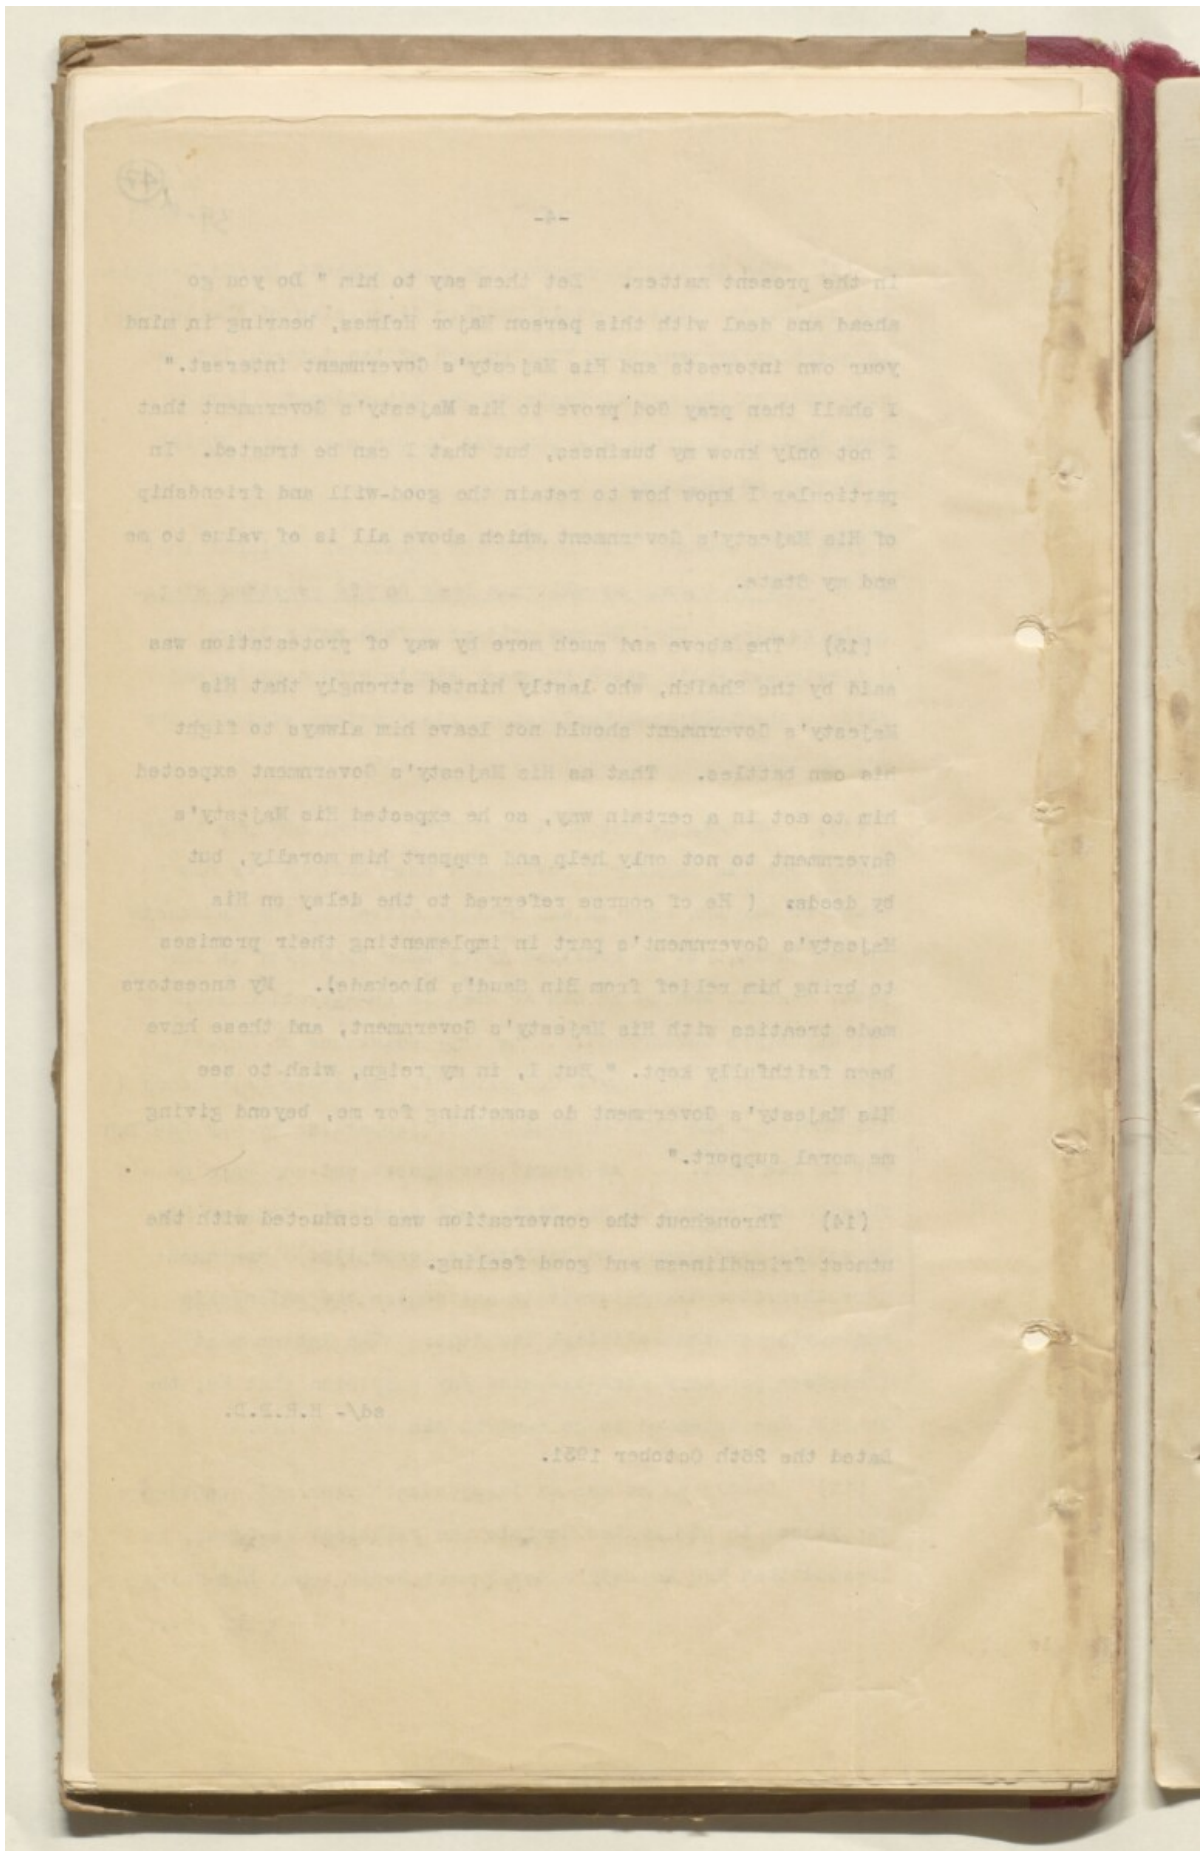 -4-
in the present matter. Let them say to him " Do you go
ahead and deal with this person Major Holmes, bearing in mind
your own interests and His Majesty's Government interest."
I shall then pray God prove to His Majesty's Government that
I not only know my business, but that I can be trusted. In
particular I know how to retain the good-will and friendship
of His Majesty's Government which above all is of value to me
and my State.
(13) The above and much more by way of protestation was
said by the Shaikh, who lastly hinted strongly that His
Majesty's Government should not leave him always to fight
his own battles. That as His Majesty's Government expected
him to act in a certain way, so he expected His Majesty's
Government to not only help and support him morally, but
by deeds: ( He of course referred to the delay on His
Majesty's Government's part in implementing their promises
to bring him relief from Bin Saud's blockade). My ancestors
made treaties with His Majesty's Government, and these have
been faithfully kept. " But I, in my reign, wish to see
His Majesty's Government do something for me, beyond giving
me moral support."
(14) Throughout the conversation was conducted with the
utmost friendliness and good feeling.
sd/- H.R.P.D.
Dated the 26th October 1931.